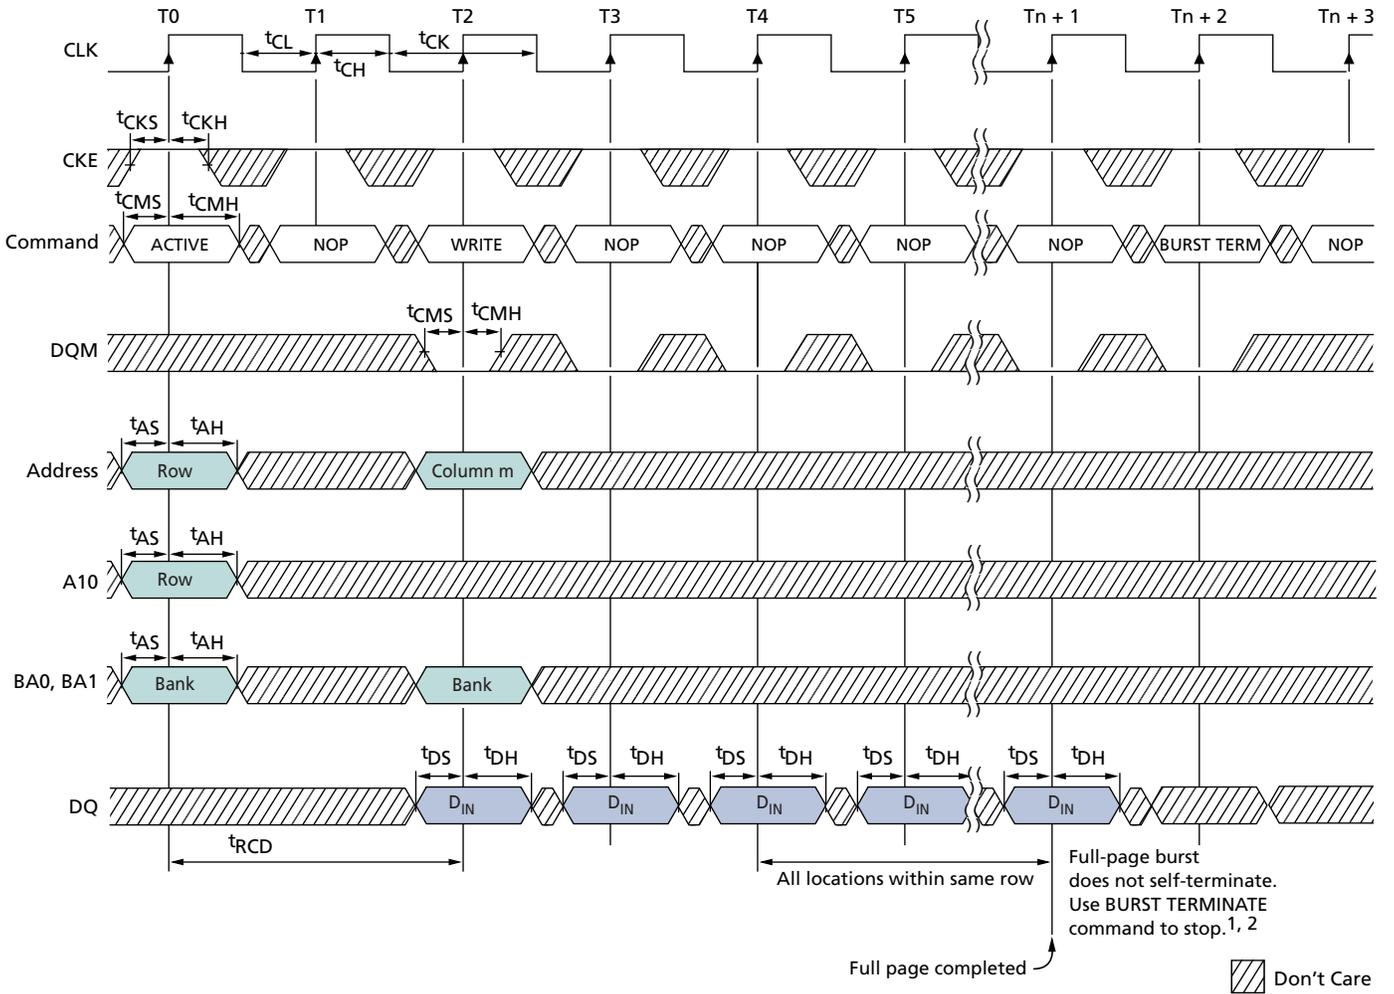 T0 T1 T2 T3 T4 T5 Tn + 1 Tn + 2 Tn + 3
CLK tCL tCH tCK
tCKS tCKH
CKE
tCMS tCMH
Command ACTIVE NOP WRITE NOP NOP NOP NOP BURST TERM NOP
tCMS tCMH
DQM
tAS tAH
Address Row Column m
tAS tAH
A10 Row
tAS tAH
BA0, BA1 Bank Bank
tDS tDH tDS tDH tDS tDH tDS tDH tDS tDH
DQ DIN DIN DIN DIN DIN
tRCD
All locations within same row
Full-page burst
does not self-terminate.
Use BURST TERMINATE
command to stop.1, 2
Full page completed
Don't Care